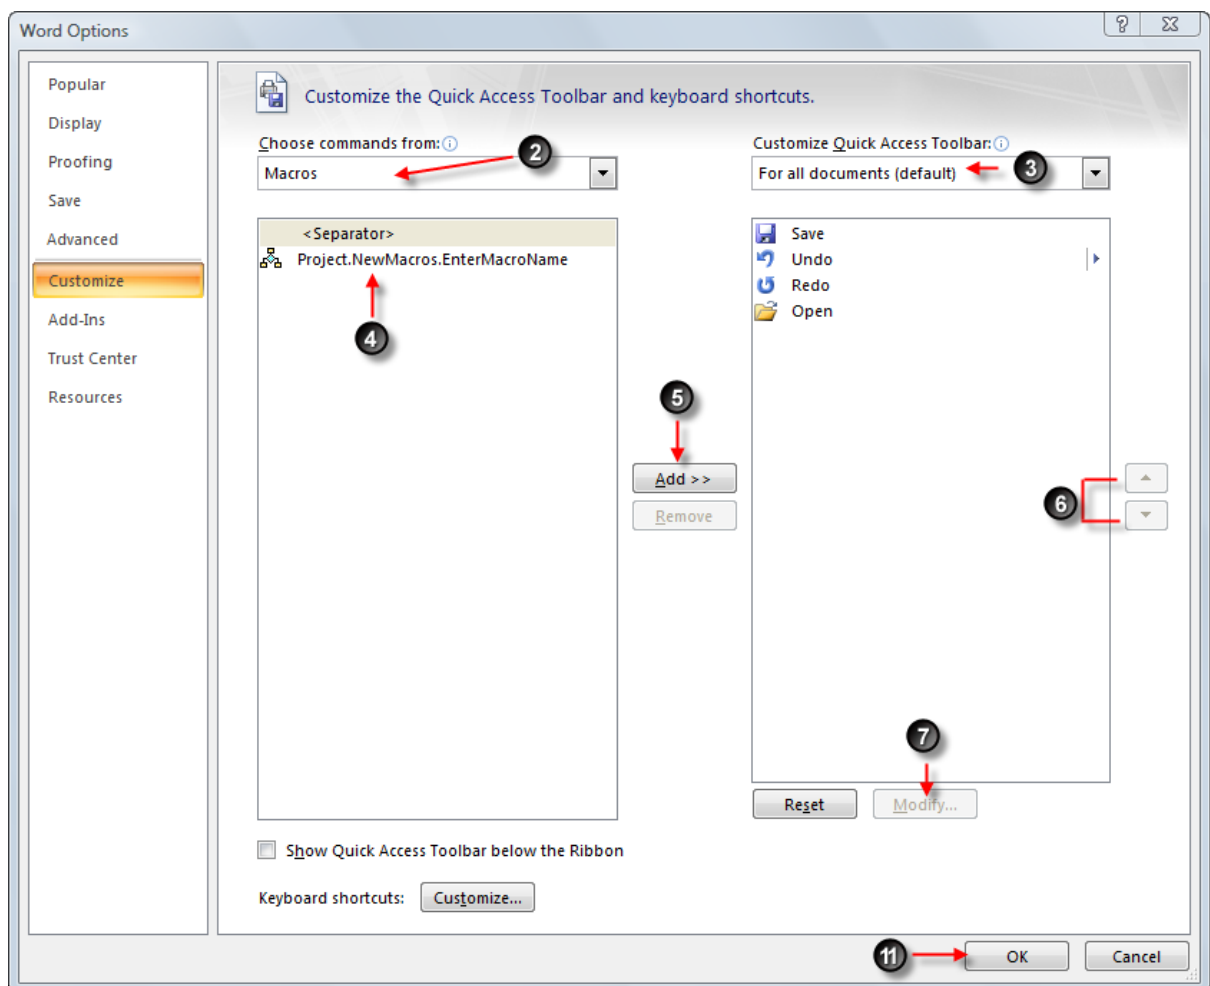 Word Options
Popular
Display
Proofing
Save
Advanced
Customize
Add-Ins
Trust Center
Resources
Customize the Quick Access Toolbar and keyboard shortcuts.
Choose commands from:
2
Macros
<Separator>
Project.NewMacros.EnterMacroName
4
5
Add >>
Remove
Customize Quick Access Toolbar:
For all documents (default)
3
Save
Undo
Redo
Open
6
7
Reset
Modify...
Show Quick Access Toolbar below the Ribbon
Keyboard shortcuts:
Customize...
11
OK
Cancel